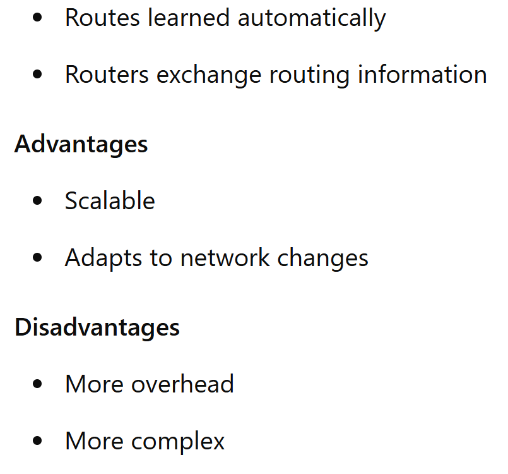 • Routes learned automatically
• Routers exchange routing information
Advantages
• Scalable
• Adapts to network changes
Disadvantages
• More overhead
• More complex